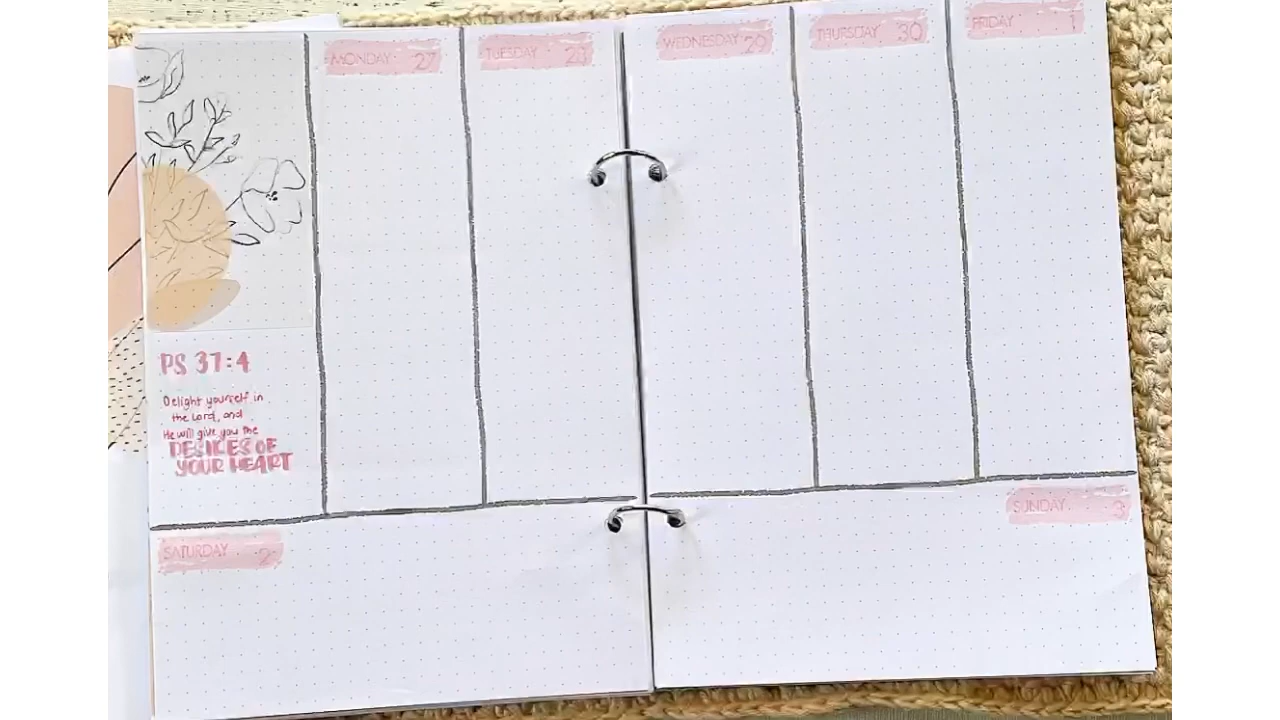 MONDAY 27
TUESDAY 28
WEDNESDAY 29
THURSDAY 30
FRIDAY 1
PS 37:4
Delight yourself in
the Lord, and
He will give you the
DESIRES OF
YOUR HEART
SATURDAY 2
SUNDAY 3